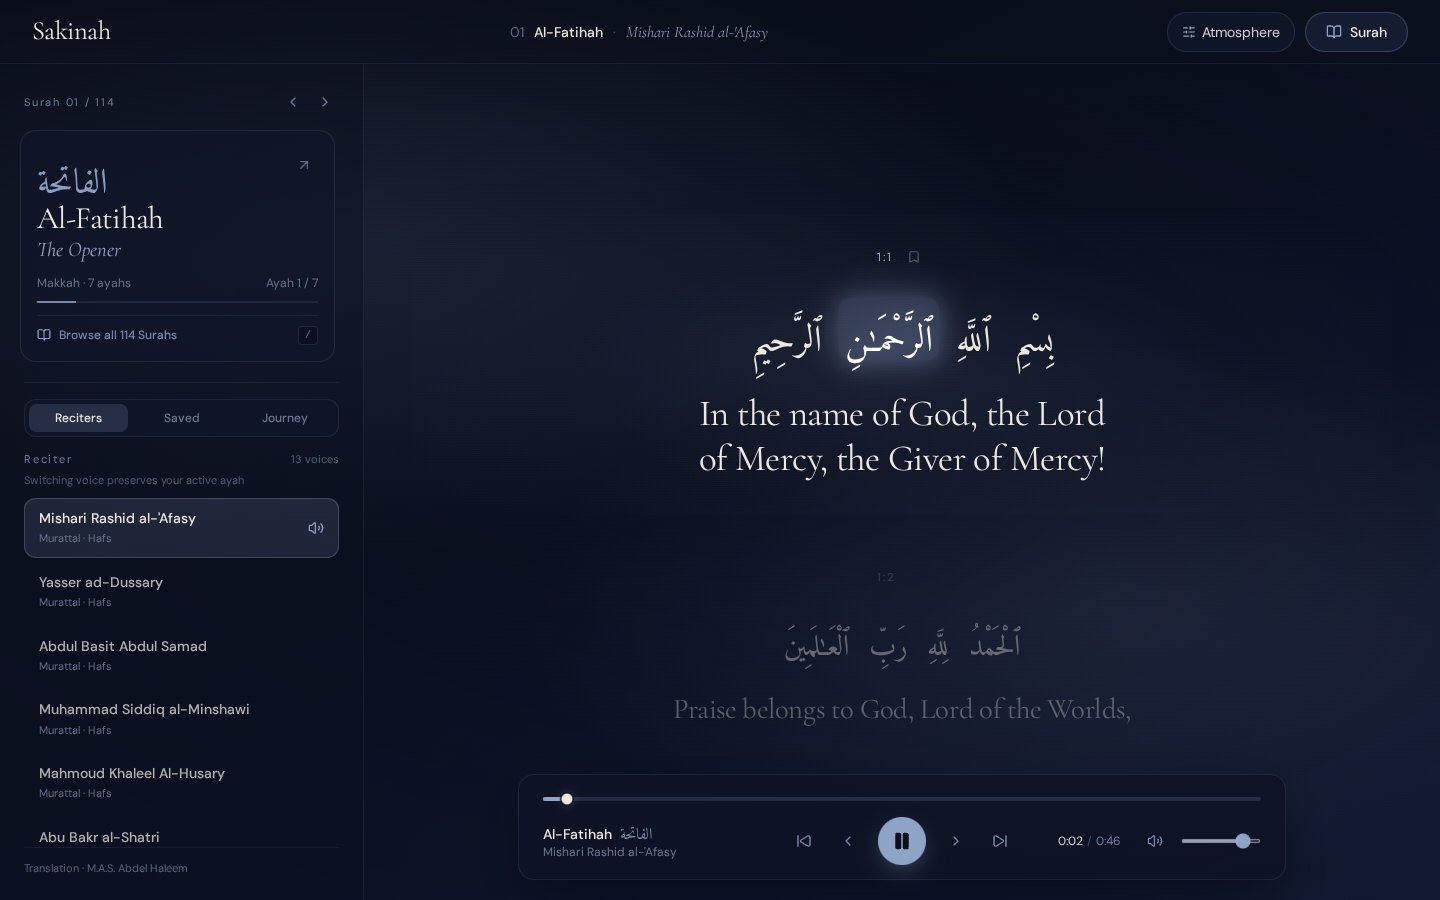 Sakinah
01 Al-Fatihah · Mishari Rashid al-'Afasy
Atmosphere
Surah
Surah 01 / 114
الفاتحة
Al-Fatihah
The Opener
Makkah · 7 ayahs
Ayah 1 / 7
Browse all 114 Surahs
/
Reciters
Saved
Journey
Reciter
13 voices
Switching voice preserves your active ayah
Mishari Rashid al-'Afasy
Murattal · Hafs
Yasser ad-Dussary
Murattal · Hafs
Abdul Basit Abdul Samad
Murattal · Hafs
Muhammad Siddiq al-Minshawi
Murattal · Hafs
Mahmoud Khaleel Al-Husary
Murattal · Hafs
Abu Bakr al-Shatri
Translation · M.A.S. Abdel Haleem
1:1
بِسْمِ ٱللَّهِ ٱلرَّحْمَـٰنِ ٱلرَّحِيمِ
In the name of God, the Lord
of Mercy, the Giver of Mercy!
1:2
ٱلْحَمْدُ لِلَّهِ رَبِّ ٱلْعَـٰلَمِينَ
Praise belongs to God, Lord of the Worlds,
Al-Fatihah الفاتحة
Mishari Rashid al-'Afasy
0:02 / 0:46